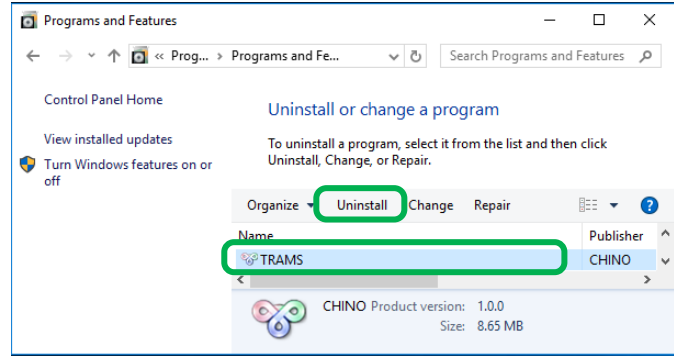 Programs and Features
« Prog... › Programs and Fe...
Search Programs and Features
Control Panel Home
View installed updates
Turn Windows features on or
off
Uninstall or change a program
To uninstall a program, select it from the list and then click
Uninstall, Change, or Repair.
Organize Uninstall Change Repair
Name Publisher
TRAMS CHINO
CHINO Product version: 1.0.0
Size: 8.65 MB